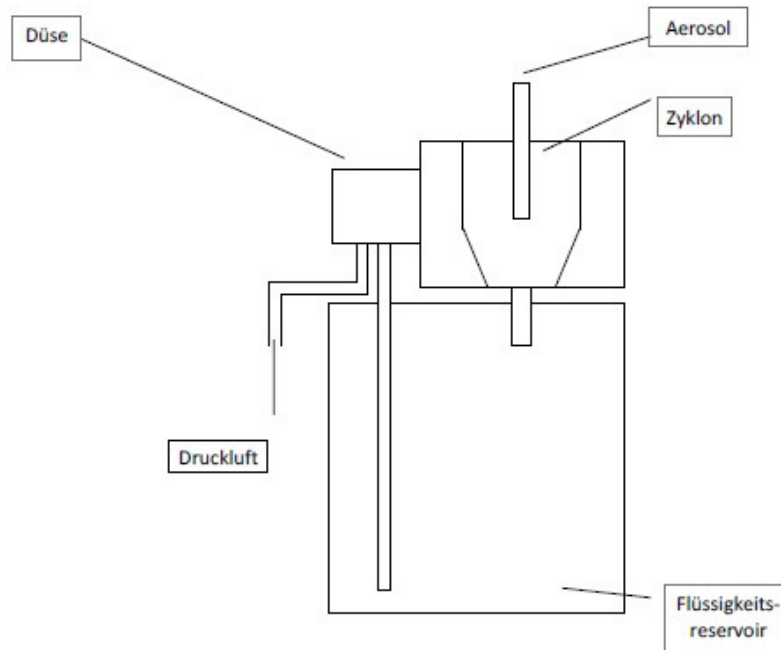 Düse
Aerosol
Zyklon
Druckluft
Flüssigkeits-
reservoir